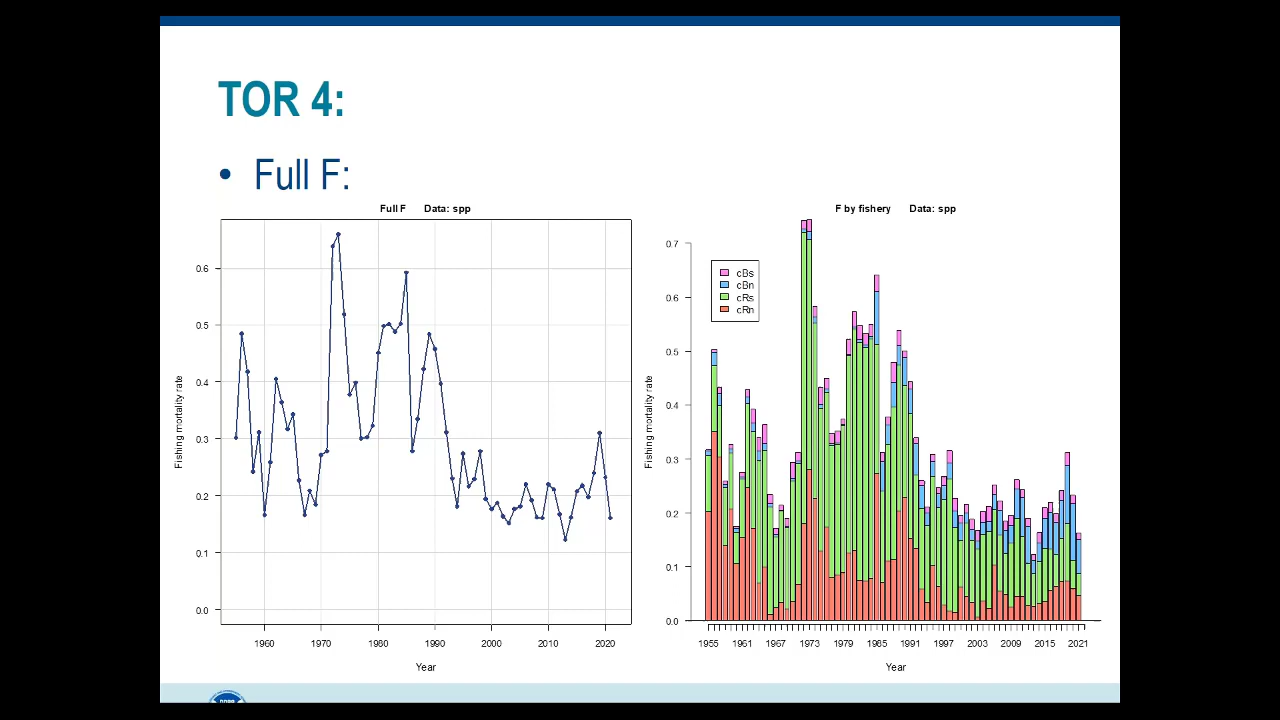 TOR 4:
• Full F:
Full F Data: spp
Fishing mortality rate
0.6
0.5
0.4
0.3
0.2
0.1
0.0
1960 1970 1980 1990 2000 2010 2020
Year
F by fishery Data: spp
Fishing mortality rate
0.7
0.6
0.5
0.4
0.3
0.2
0.1
0.0
cBs
cBn
cRs
cRn
1955 1961 1967 1973 1979 1985 1991 1997 2003 2009 2015 2021
Year